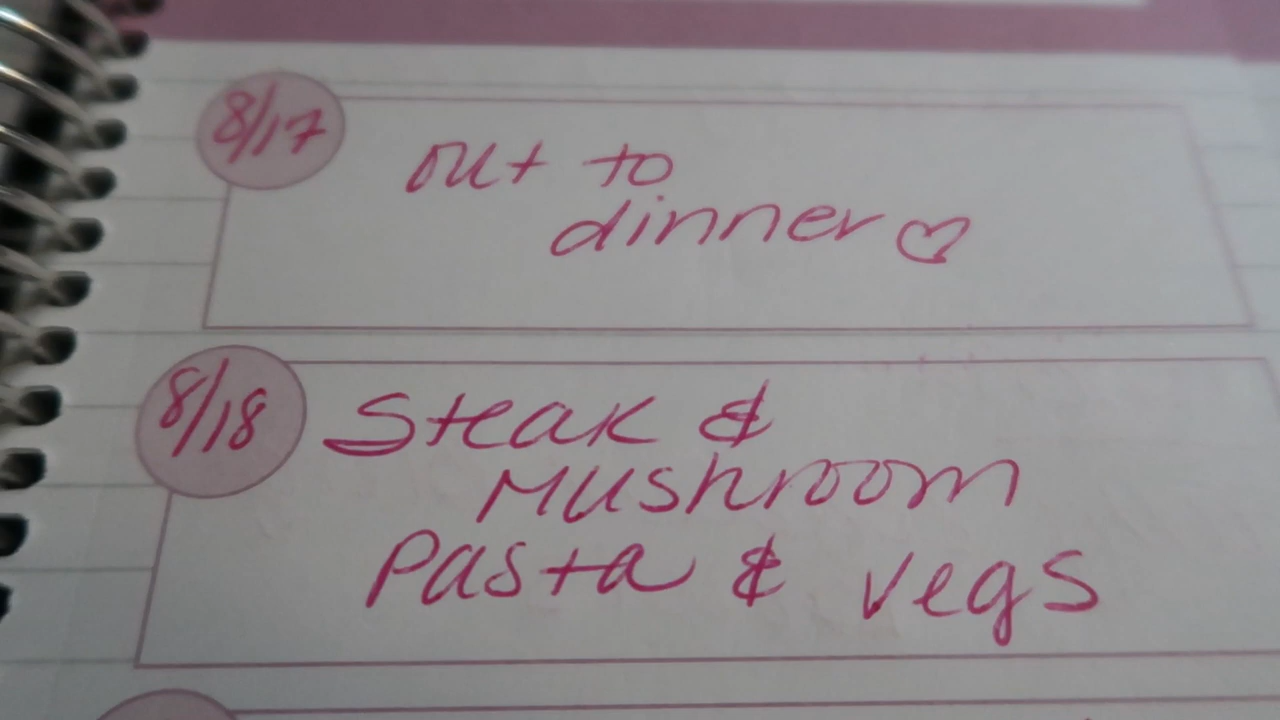 8/17
out to
dinner♡
8/18
Steak &
Mushroom
Pasta & vegs